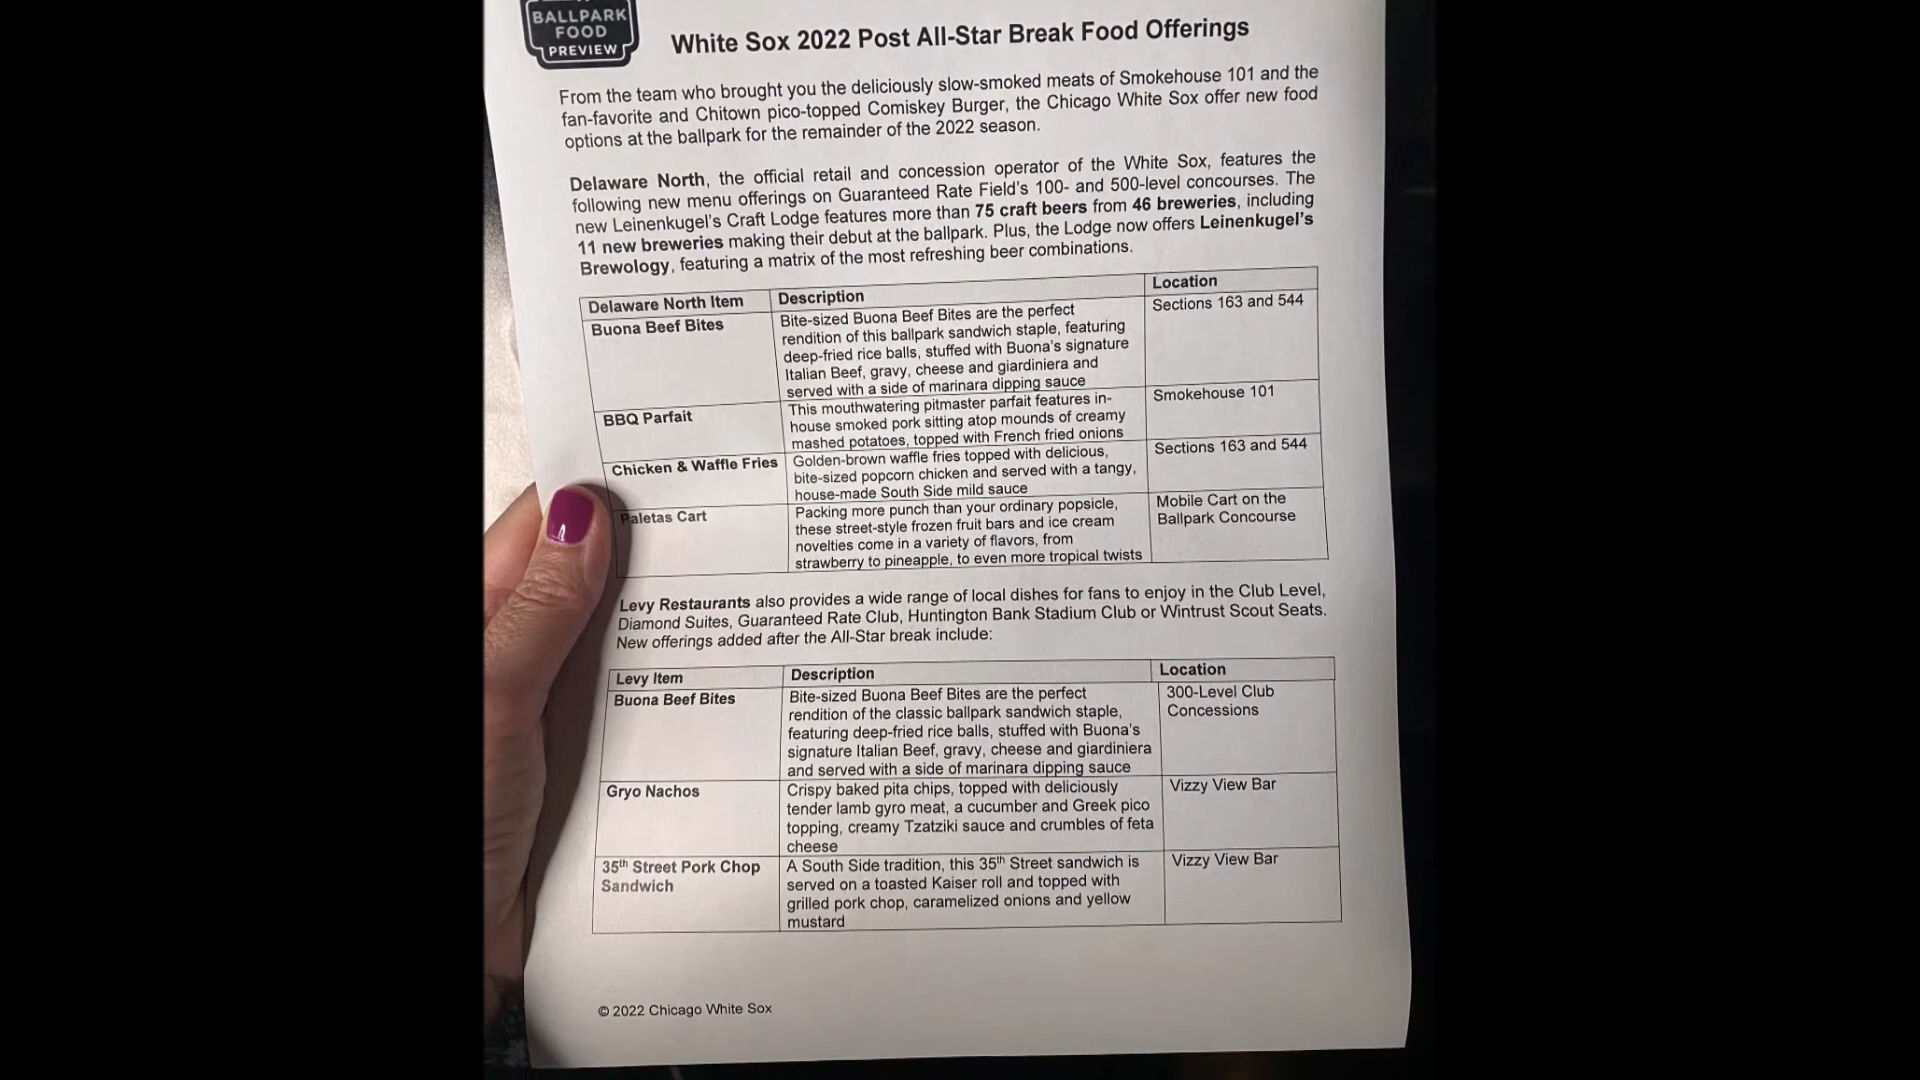 BALLPARK
FOOD
PREVIEW
White Sox 2022 Post All-Star Break Food Offerings
From the team who brought you the deliciously slow-smoked meats of Smokehouse 101 and the
fan-favorite and Chitown pico-topped Comiskey Burger, the Chicago White Sox offer new food
options at the ballpark for the remainder of the 2022 season.
Delaware North, the official retail and concession operator of the White Sox, features the
following new menu offerings on Guaranteed Rate Field's 100- and 500-level concourses. The
new Leinenkugel's Craft Lodge features more than 75 craft beers from 46 breweries, including
11 new breweries making their debut at the ballpark. Plus, the Lodge now offers Leinenkugel's
Brewology, featuring a matrix of the most refreshing beer combinations.
Delaware North Item Description Location
Buona Beef Bites
Bite-sized Buona Beef Bites are the perfect
rendition of this ballpark sandwich staple, featuring
deep-fried rice balls, stuffed with Buona's signature
Italian Beef, gravy, cheese and giardiniera and
served with a side of marinara dipping sauce
Sections 163 and 544
BBQ Parfait
This mouthwatering pitmaster parfait features in-
house smoked pork sitting atop mounds of creamy
mashed potatoes, topped with French fried onions
Smokehouse 101
Chicken & Waffle Fries
Golden-brown waffle fries topped with delicious,
bite-sized popcorn chicken and served with a tangy,
house-made South Side mild sauce
Sections 163 and 544
Paletas Cart
Packing more punch than your ordinary popsicle,
these street-style frozen fruit bars and ice cream
novelties come in a variety of flavors, from
strawberry to pineapple, to even more tropical twists
Mobile Cart on the
Ballpark Concourse
Levy Restaurants also provides a wide range of local dishes for fans to enjoy in the Club Level,
Diamond Suites, Guaranteed Rate Club, Huntington Bank Stadium Club or Wintrust Scout Seats.
New offerings added after the All-Star break include:
Levy Item Description Location
Buona Beef Bites
Bite-sized Buona Beef Bites are the perfect
rendition of the classic ballpark sandwich staple,
featuring deep-fried rice balls, stuffed with Buona's
signature Italian Beef, gravy, cheese and giardiniera
and served with a side of marinara dipping sauce
300-Level Club
Concessions
Gryo Nachos
Crispy baked pita chips, topped with deliciously
tender lamb gyro meat, a cucumber and Greek pico
topping, creamy Tzatziki sauce and crumbles of feta
cheese
Vizzy View Bar
35th Street Pork Chop
Sandwich
A South Side tradition, this 35th Street sandwich is
served on a toasted Kaiser roll and topped with
grilled pork chop, caramelized onions and yellow
mustard
Vizzy View Bar
© 2022 Chicago White Sox